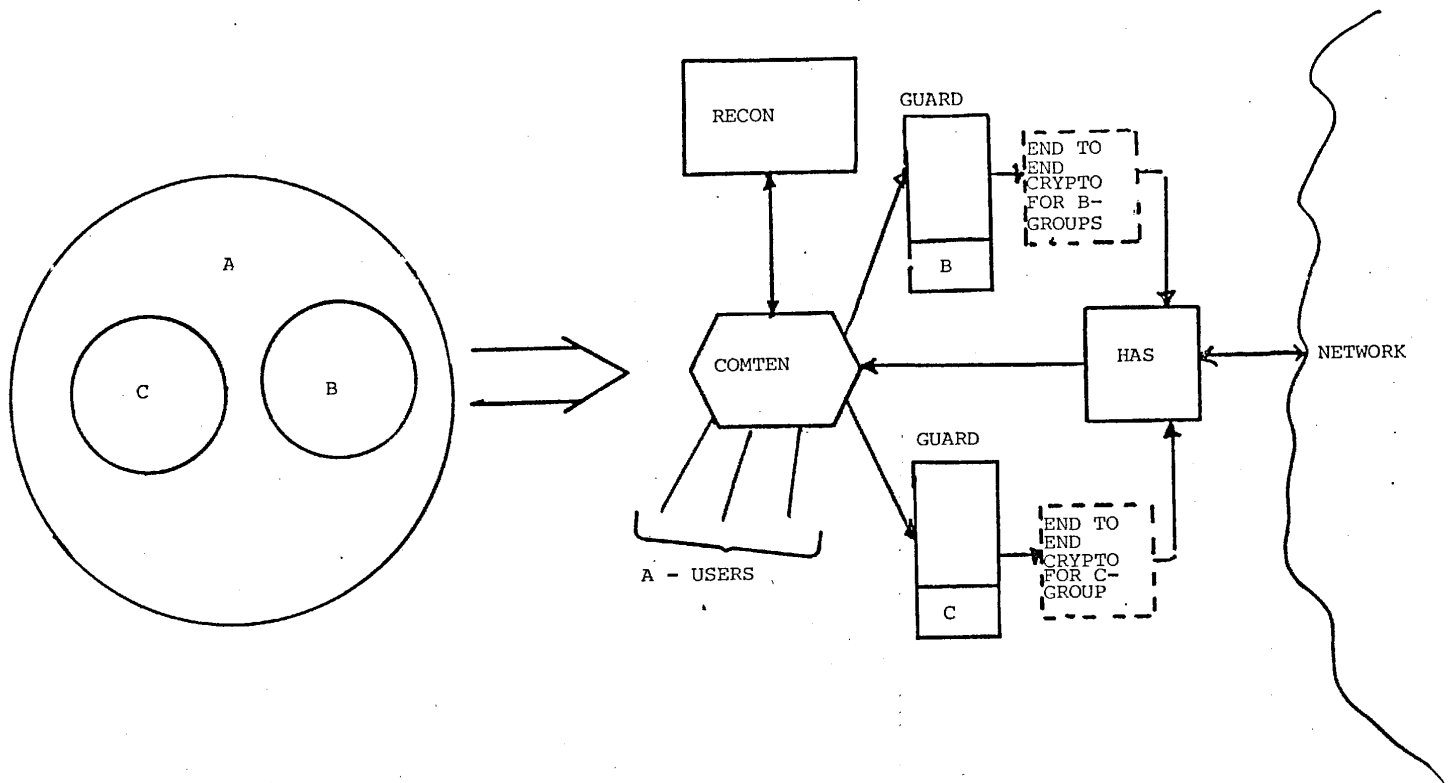 A
C
B
RECON
COMTEN
A - USERS
GUARD
B
END TO
END
CRYPTO
FOR B-
GROUPS
HAS
NETWORK
GUARD
C
END TO
END
CRYPTO
FOR C-
GROUP